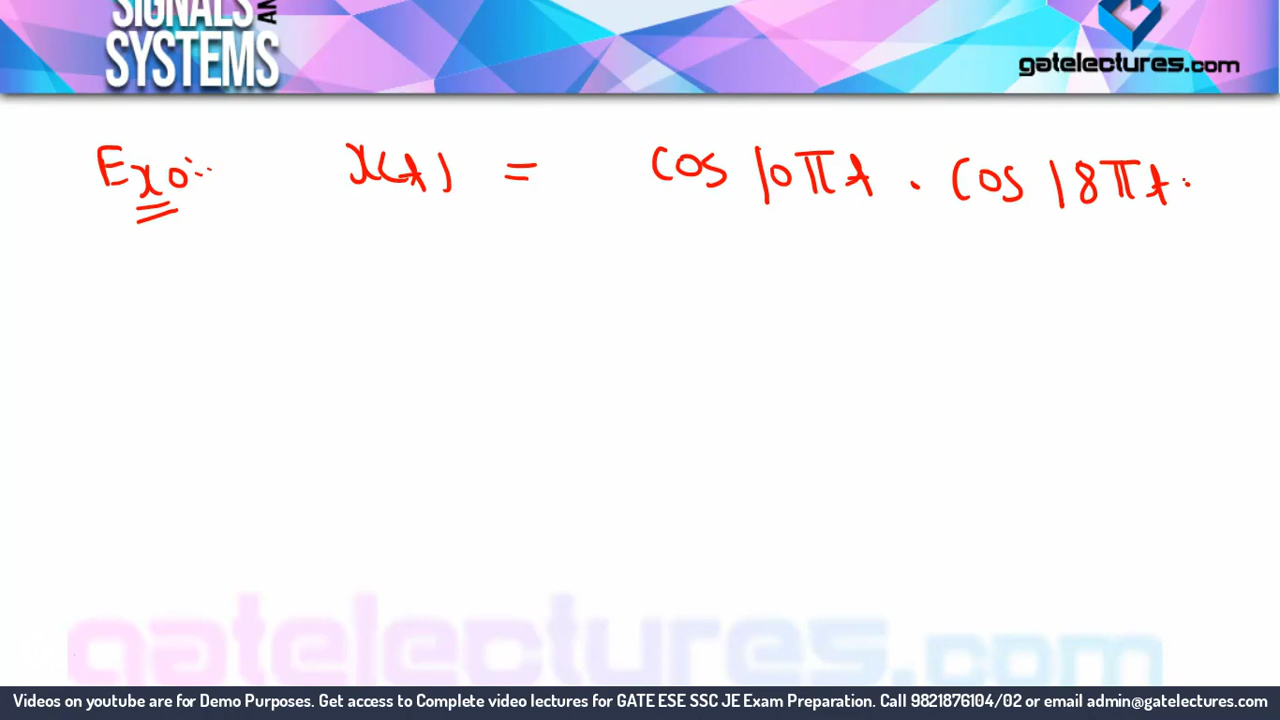 SIGNALS AND
SYSTEMS
gatelectures.com
Exo:- x(t) = cos 10πt . cos 18πt.
gatelectures.com
Videos on youtube are for Demo Purposes. Get access to Complete video lectures for GATE ESE SSC JE Exam Preparation. Call 9821876104/02 or email admin@gatelectures.com